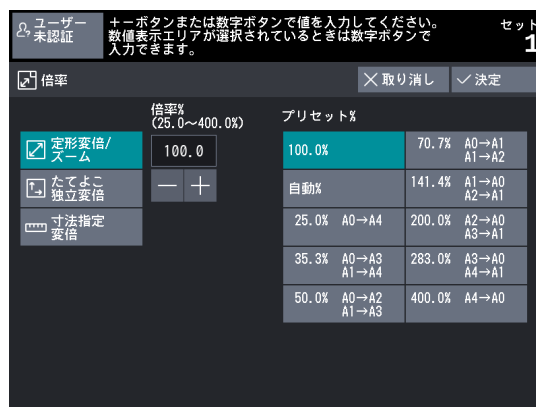 ユーザー
未認証
＋－ボタンまたは数字ボタンで値を入力してください。
数値表示エリアが選択されているときは数字ボタンで
入力できます。
セット
1
倍率
取り消し
決定
倍率%
(25.0～400.0%)
プリセット%
定形変倍/
ズーム
100.0
たてよこ
独立変倍
寸法指定
変倍
100.0%
70.7% A0→A1
A1→A2
自動%
141.4% A1→A0
A2→A1
25.0% A0→A4
200.0% A2→A0
A3→A1
35.3% A0→A3
A1→A4
283.0% A3→A0
A4→A1
50.0% A0→A2
A1→A3
400.0% A4→A0